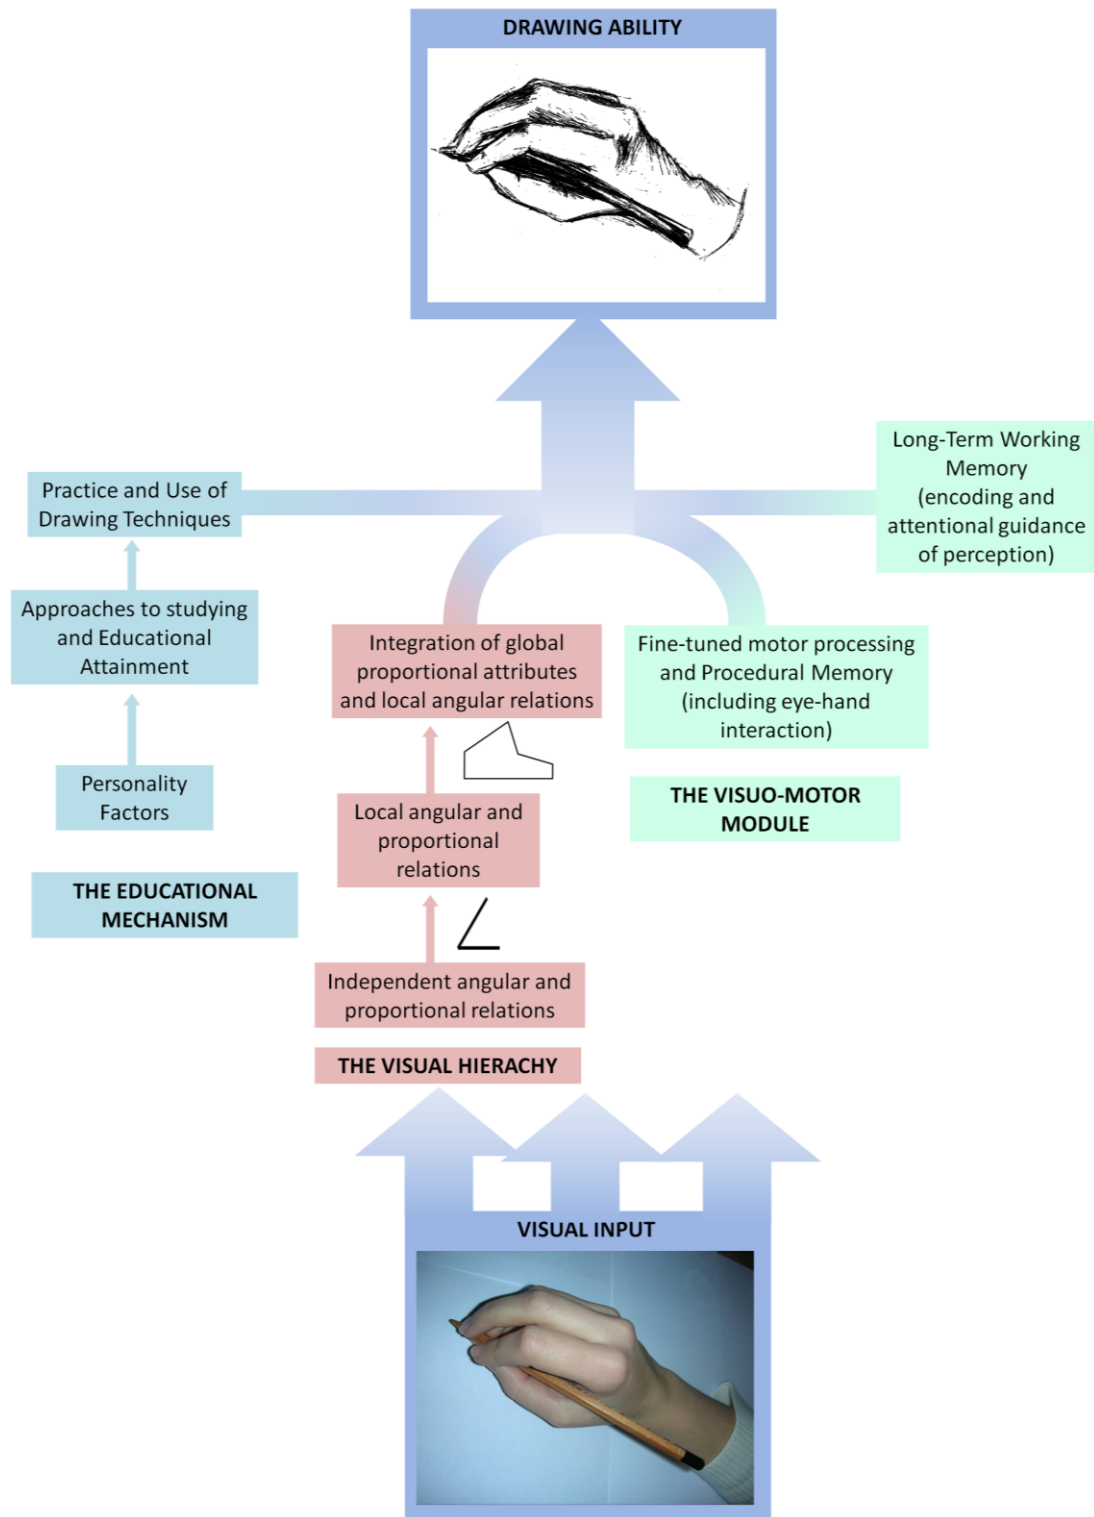 DRAWING ABILITY
Long-Term Working
Memory
(encoding and
attentional guidance
of perception)
Practice and Use of
Drawing Techniques
Approaches to studying
and Educational
Attainment
Personality
Factors
THE EDUCATIONAL
MECHANISM
Integration of global
proportional attributes
and local angular relations
Local angular and
proportional
relations
Independent angular and
proportional relations
THE VISUAL HIERACHY
Fine-tuned motor processing
and Procedural Memory
(including eye-hand
interaction)
THE VISUO-MOTOR
MODULE
VISUAL INPUT